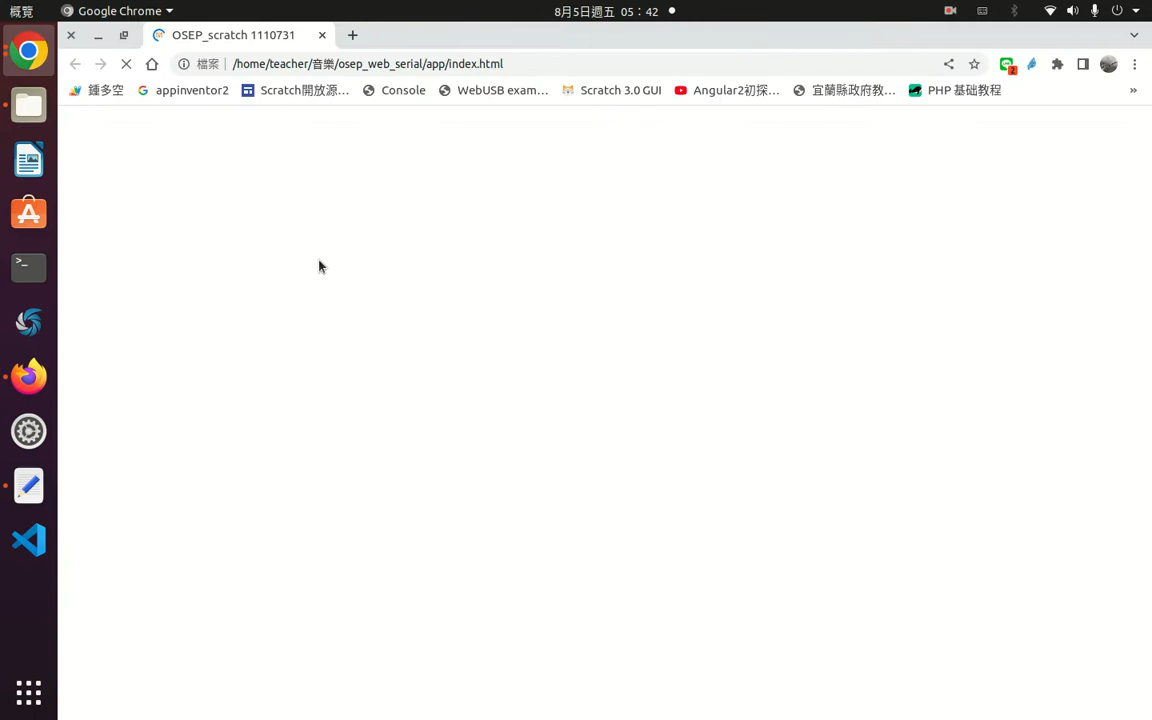 概覽 Google Chrome 8月5日週五 05：42
OSEP_scratch 1110731
檔案 /home/teacher/音樂/osep_web_serial/app/index.html
2
鍾多空 appinventor2 Scratch開放源… Console WebUSB exam… Scratch 3.0 GUI Angular2初探… 宜蘭縣政府教… PHP 基础教程 »